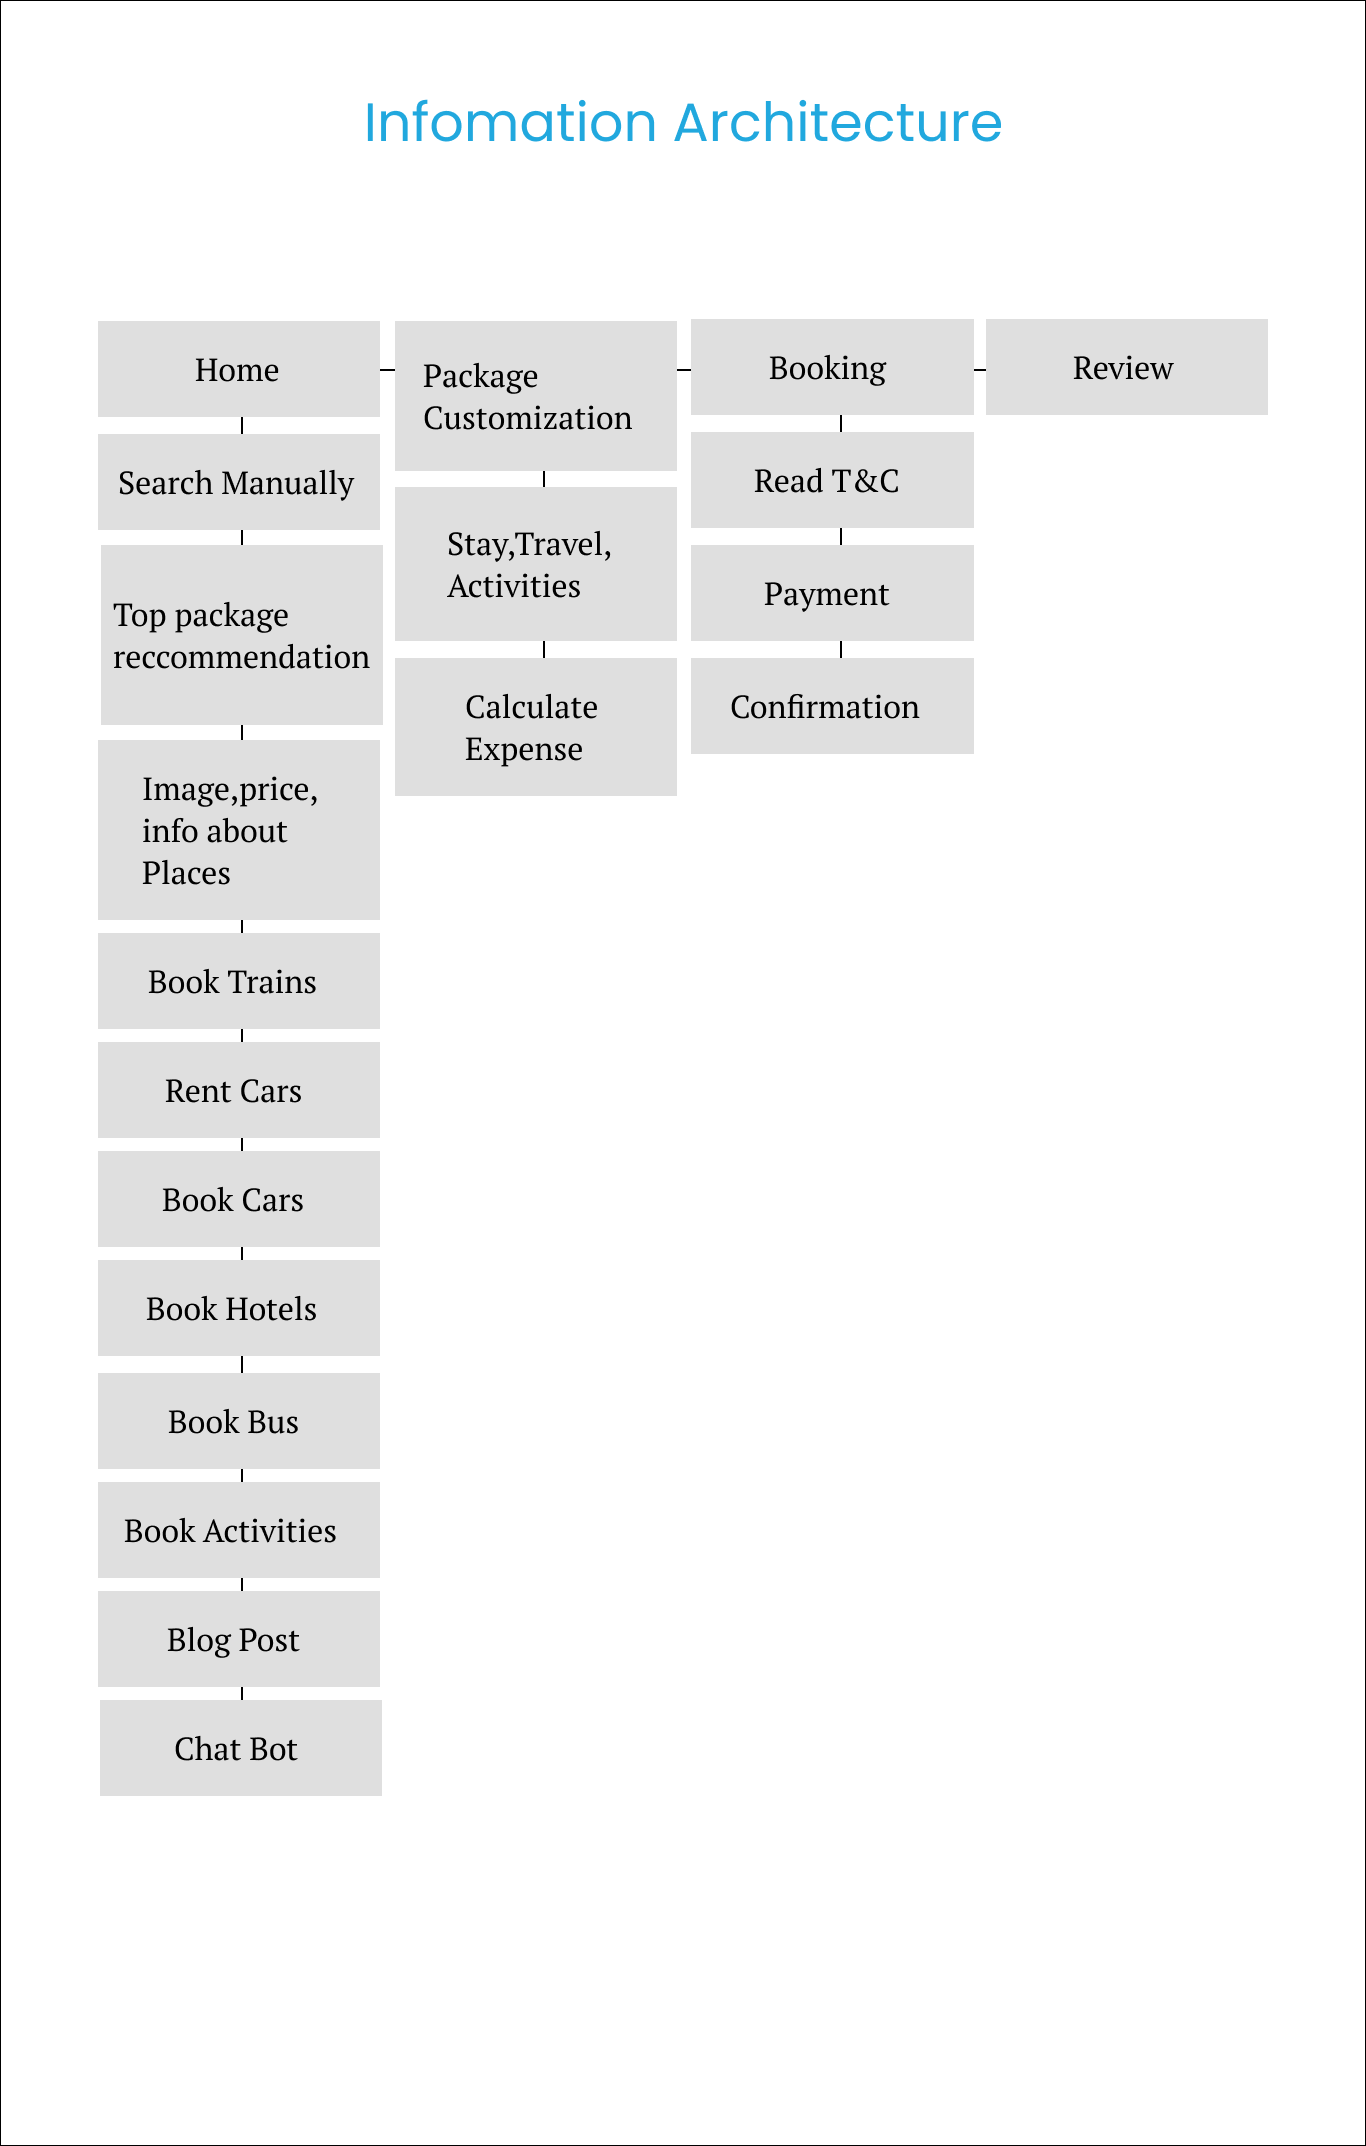 Infomation Architecture
Home
Package
Customization
Booking
Review
Search Manually
Top package
reccommendation
Image,price,
info about
Places
Book Trains
Rent Cars
Book Cars
Book Hotels
Book Bus
Book Activities
Blog Post
Chat Bot
Stay,Travel,
Activities
Calculate
Expense
Read T&C
Payment
Confirmation